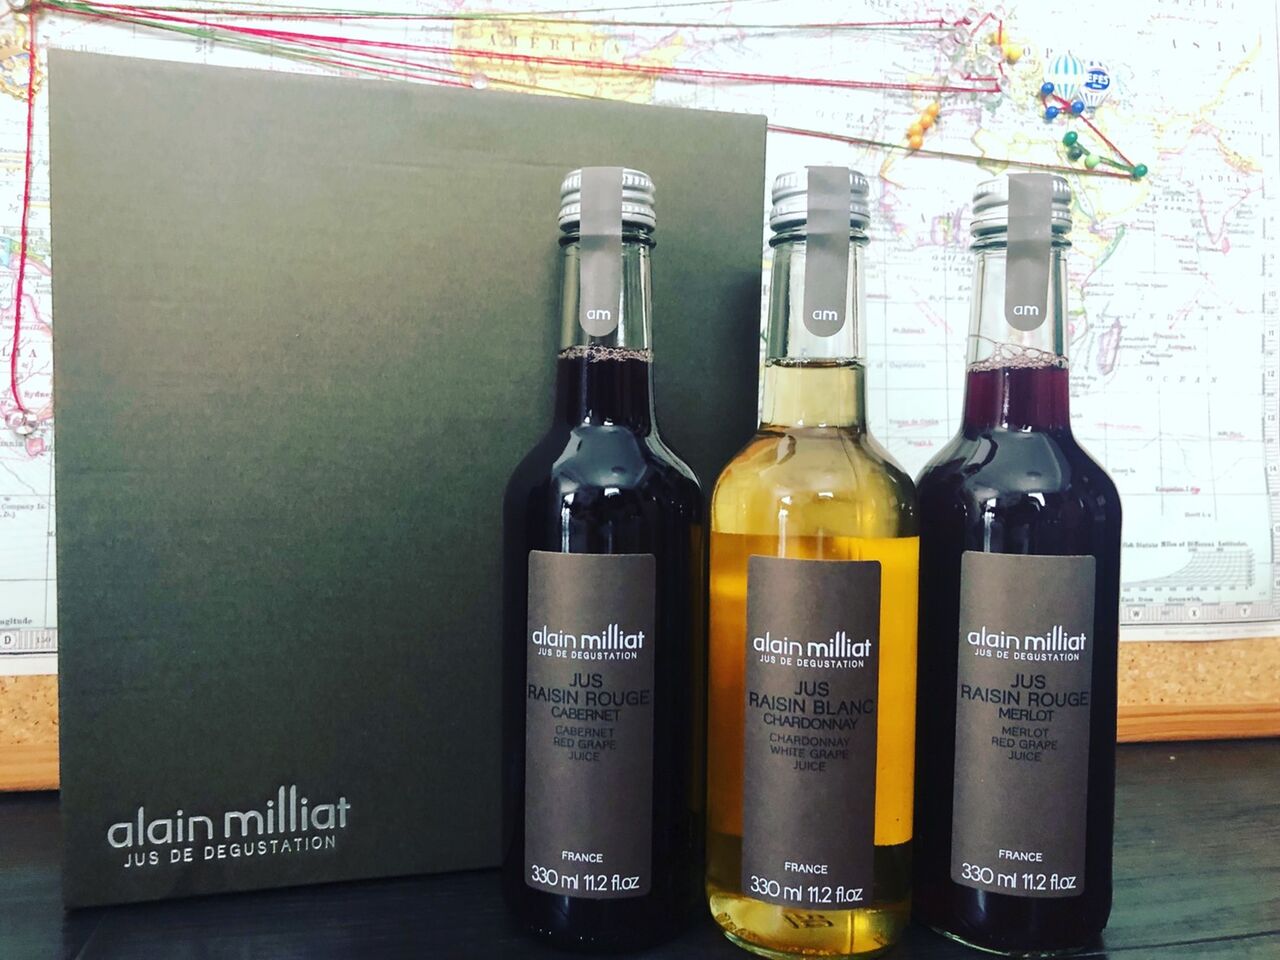 AMERICA
ASIA
EFES
INDIA
INDIAN
OCEAN
am
am
am
alain milliat
JUS DE DEGUSTATION
alain milliat
JUS DE DEGUSTATION
JUS
RAISIN ROUGE
CABERNET
CABERNET
RED GRAPE
JUICE
FRANCE
330 ml 11.2 fl.oz
alain milliat
JUS DE DEGUSTATION
JUS
RAISIN BLANC
CHARDONNAY
CHARDONNAY
WHITE GRAPE
JUICE
FRANCE
330 ml 11.2 fl.oz
alain milliat
JUS DE DEGUSTATION
JUS
RAISIN ROUGE
MERLOT
MERLOT
RED GRAPE
JUICE
FRANCE
330 ml 11.2 fl.oz